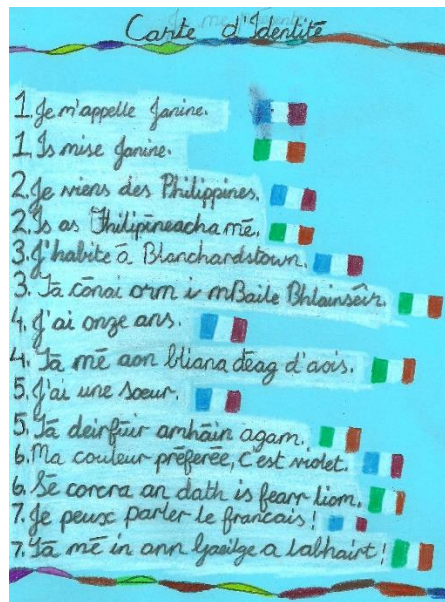 Carte d'Identité
1. Je m'appelle Janine.
1. Is mise Janine.
2. Je viens des Philippines.
2. Is as Philipineacha mé.
3. J'habite á Blanchardstown.
3. Tá cónaí orm i mBaile Bhlainséir.
4. J'ai onze ans.
4. Tá mé aon bliana déag d'aois.
5. J'ai une soeur.
5. Tá deirfiúr amháin agam.
6. Ma couleur préferée, c'est violet.
6. Sé corcra an dath is fearr liom.
7. Je peux parler le francais!
7. Tá mé in ann Gaeilge a labhairt!